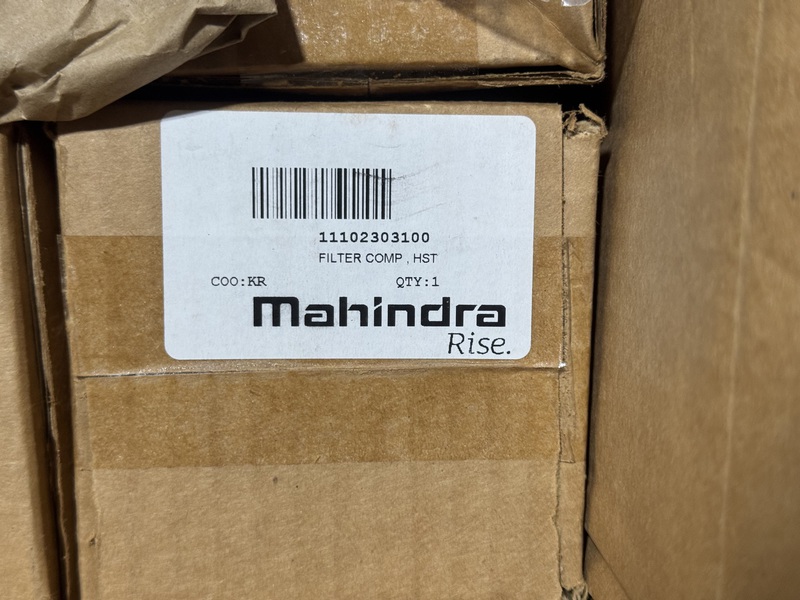 11102303100
FILTER COMP , HST
COO:KR QTY:1
Mahindra
Rise.